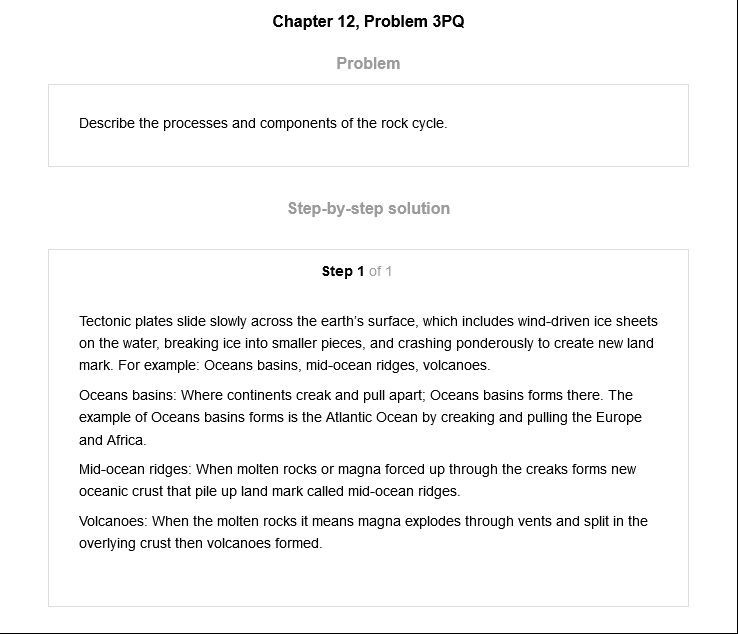 Chapter 12, Problem 3PQ
Problem
Describe the processes and components of the rock cycle.
Step-by-step solution
Step 1 of 1
Tectonic plates slide slowly across the earth's surface, which includes wind-driven ice sheets
on the water, breaking ice into smaller pieces, and crashing ponderously to create new land
mark. For example: Oceans basins, mid-ocean ridges, volcanoes.
Oceans basins: Where continents creak and pull apart; Oceans basins forms there. The
example of Oceans basins forms is the Atlantic Ocean by creaking and pulling the Europe
and Africa.
Mid-ocean ridges: When molten rocks or magna forced up through the creaks forms new
oceanic crust that pile up land mark called mid-ocean ridges.
Volcanoes: When the molten rocks it means magna explodes through vents and split in the
overlying crust then volcanoes formed.